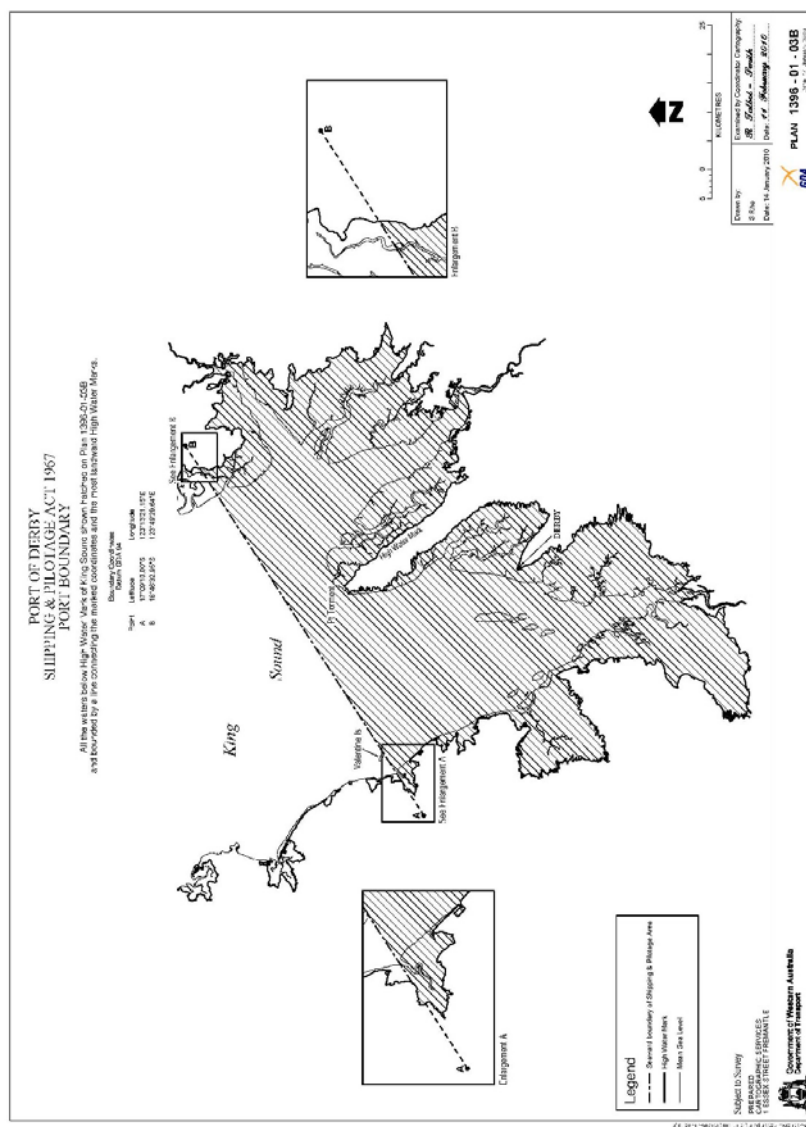 PORT OF DERBY
SHIPPING & PILOTAGE ACT 1967
PORT BOUNDARY
All the waters below High Water Mark of King Sound shown hatched on Plan 1396-01-03B
and bounded by a line connecting the marked coordinates and the most landward High Water Marks.
Boundary Coordinates
Datum GDA 94
Point Latitude Longitude
A
B
King
Sound
See Enlargement B
B
Valentine Is
Pt Torment
High Water Mark
DERBY
A
See Enlargement A
A
Enlargement A
B
Enlargement B
Legend
Seaward boundary of Shipping & Pilotage Area
High Water Mark
Mean Sea Level
Subject to Survey
PREPARED
CARTOGRAPHIC SERVICES
1 ESSEX STREET FREMANTLE
Government of Western Australia
Department of Transport
N
5 0 25
KILOMETRES
Drawn by:
Date: 14 January 2010
Examined by Coordinator Cartography:
Date: 11 February 2010
GDA
PLAN 1396 - 01 - 03B